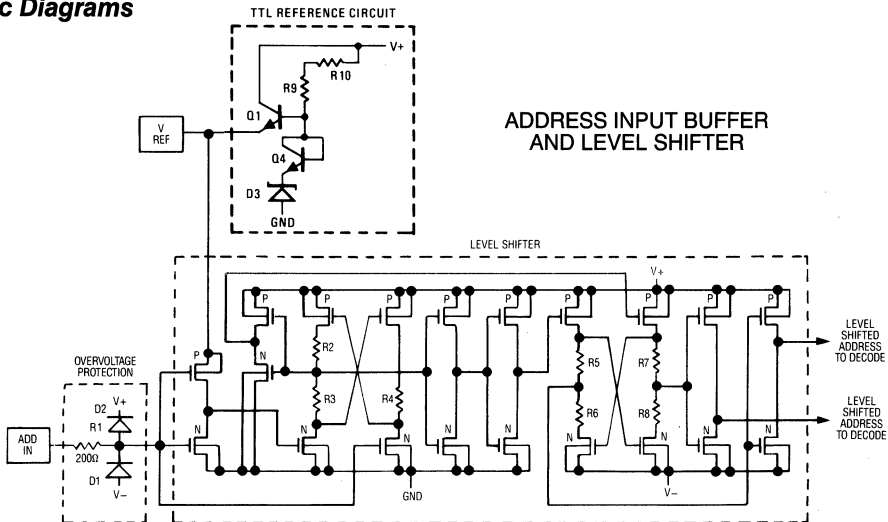 c Diagrams
TTL REFERENCE CIRCUIT
V+
R9
R10
Q1
V
REF
Q4
D3
GND
ADDRESS INPUT BUFFER
AND LEVEL SHIFTER
LEVEL SHIFTER
V+
P
P
P
P
P
P
P
P
P
R2
R5
R7
LEVEL
SHIFTED
ADDRESS
TO DECODE
P
N
OVERVOLTAGE
PROTECTION
V+
D2
R1
R3
R4
R6
R8
LEVEL
SHIFTED
ADDRESS
TO DECODE
ADD
IN
200Ω
D1
V−
N
N
N
N
N
N
N
N
N
GND
V−